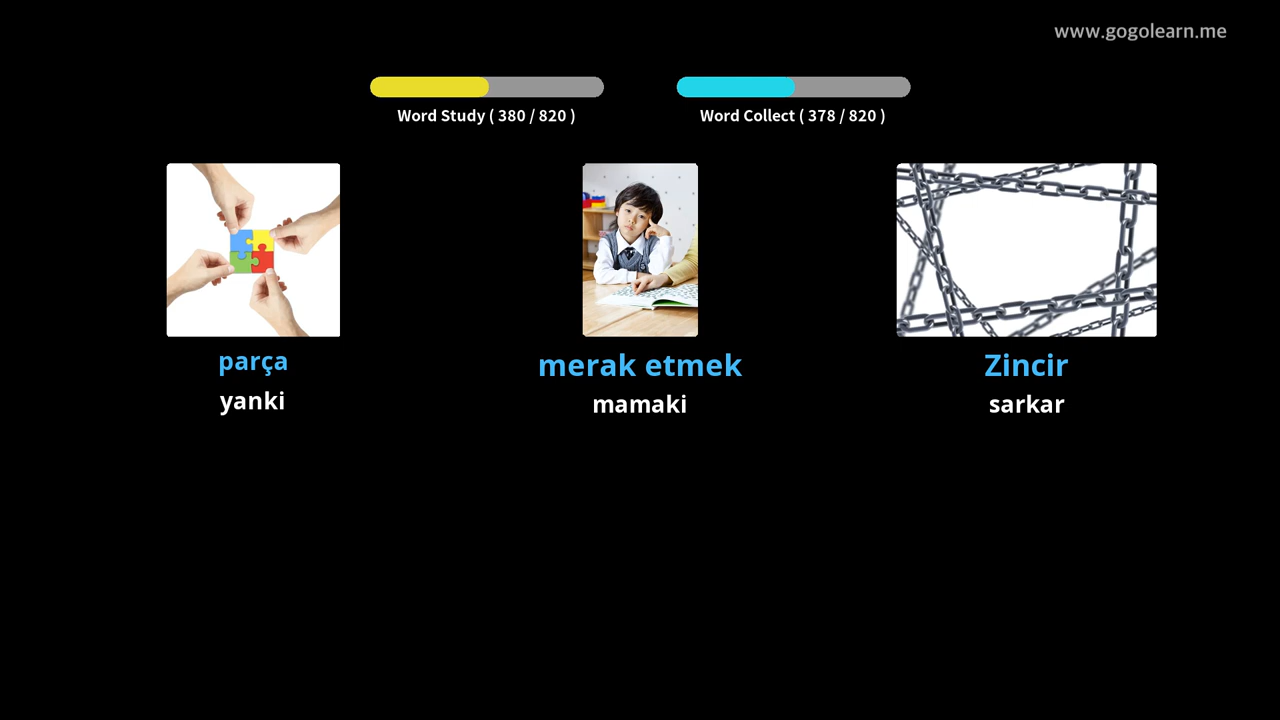 www.gogolearn.me
Word Study ( 380 / 820 )
Word Collect ( 378 / 820 )
parça
yanki
merak etmek
mamaki
Zincir
sarkar